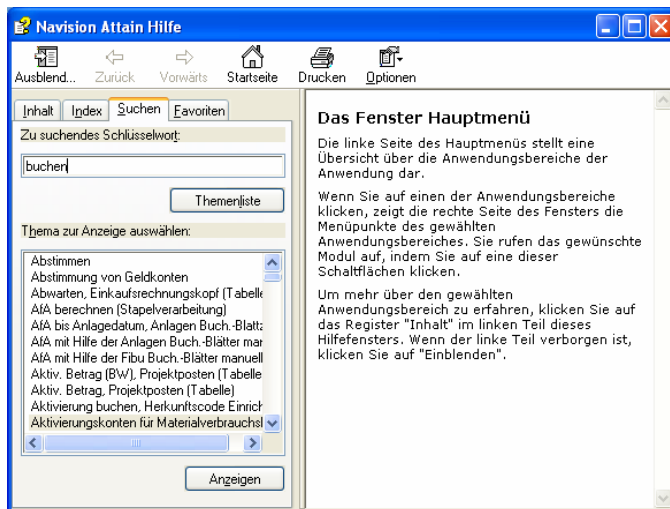 Navision Attain Hilfe
Ausblend... Zurück Vorwärts Startseite Drucken Optionen
Inhalt Index Suchen Favoriten
Zu suchendes Schlüsselwort:
buchen
Themenliste
Thema zur Anzeige auswählen:
Abstimmen
Abstimmung von Geldkonten
Abwarten, Einkaufsrechnungskopf (Tabelle
AfA berechnen (Stapelverarbeitung)
AfA bis Anlagedatum, Anlagen Buch.-Blattz
AfA mit Hilfe der Anlagen Buch.-Blätter mar
AfA mit Hilfe der Fibu Buch.-Blätter manuell
Aktiv. Betrag (BW), Projektposten (Tabelle
Aktiv. Betrag, Projektposten (Tabelle)
Aktivierung buchen, Herkunftscode Einrich
Aktivierungskonten für Materialverbrauchsl
Anzeigen
Das Fenster Hauptmenü
Die linke Seite des Hauptmenüs stellt eine
Übersicht über die Anwendungsbereiche der
Anwendung dar.
Wenn Sie auf einen der Anwendungsbereiche
klicken, zeigt die rechte Seite des Fensters die
Menüpunkte des gewählten
Anwendungsbereiches. Sie rufen das gewünschte
Modul auf, indem Sie auf eine dieser
Schaltflächen klicken.
Um mehr über den gewählten
Anwendungsbereich zu erfahren, klicken Sie auf
das Register "Inhalt" im linken Teil dieses
Hilfefensters. Wenn der linke Teil verborgen ist,
klicken Sie auf "Einblenden".